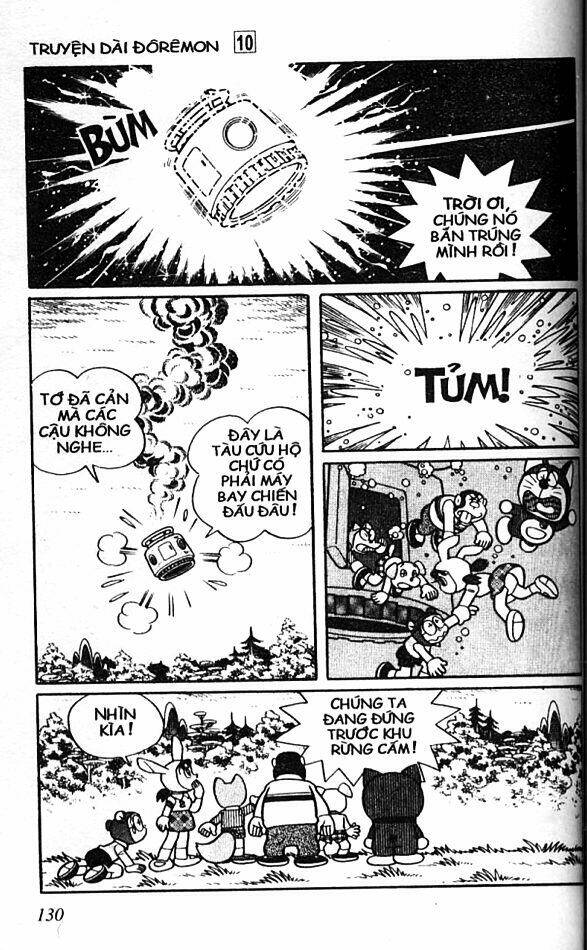 TRUYỆN DÀI ĐÔRÊMON 10
BÙM
TRỜI ƠI,
CHÚNG NÓ
BẮN TRÚNG
MÌNH RỒI!
TỚ ĐÃ CẢN
MÀ CÁC
CẬU KHÔNG
NGHE...
ĐÂY LÀ
TÀU CỨU HỘ
CHỨ CÓ
PHẢI MÁY
BAY CHIẾN
ĐẤU ĐÂU!
TỦM!
NHÌN
KÌA!
CHÚNG TA
ĐANG ĐỨNG
TRƯỚC KHU
RỪNG CẤM!
130